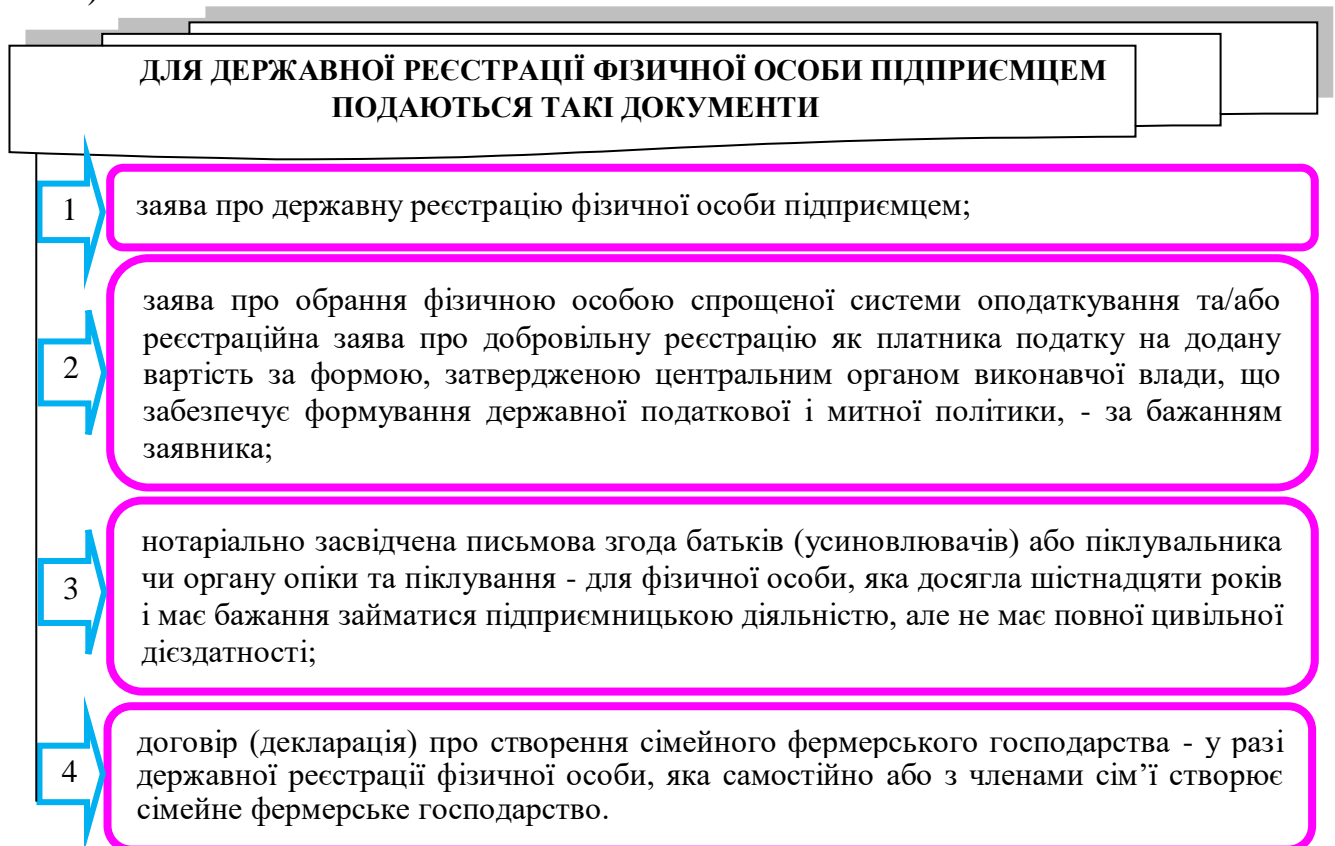 ДЛЯ ДЕРЖАВНОЇ РЕЄСТРАЦІЇ ФІЗИЧНОЇ ОСОБИ ПІДПРИЄМЦЕМ
ПОДАЮТЬСЯ ТАКІ ДОКУМЕНТИ
1
заява про державну реєстрацію фізичної особи підприємцем;
2
заява про обрання фізичною особою спрощеної системи оподаткування та/або
реєстраційна заява про добровільну реєстрацію як платника податку на додану
вартість за формою, затвердженою центральним органом виконавчої влади, що
забезпечує формування державної податкової і митної політики, - за бажанням
заявника;
3
нотаріально засвідчена письмова згода батьків (усиновлювачів) або піклувальника
чи органу опіки та піклування - для фізичної особи, яка досягла шістнадцяти років
і має бажання займатися підприємницькою діяльністю, але не має повної цивільної
дієздатності;
4
договір (декларація) про створення сімейного фермерського господарства - у разі
державної реєстрації фізичної особи, яка самостійно або з членами сім’ї створює
сімейне фермерське господарство.